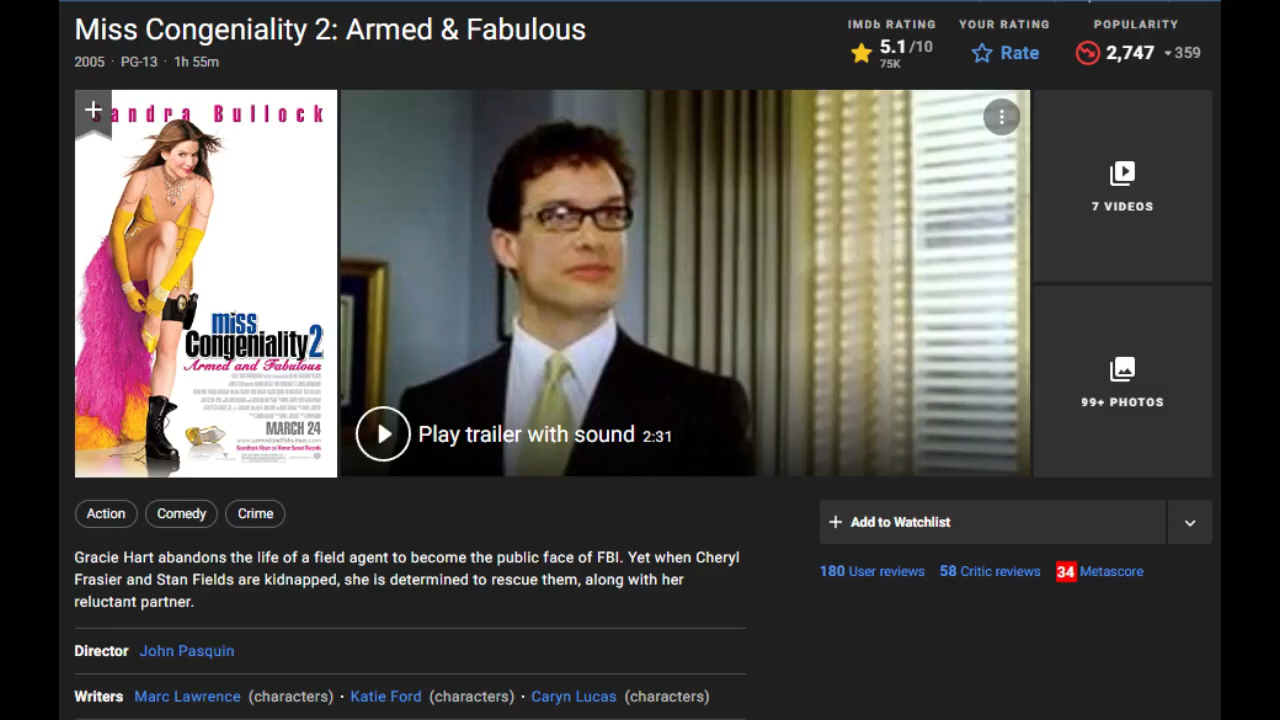 Miss Congeniality 2: Armed & Fabulous
2005 · PG-13 · 1h 55m
IMDb RATING
5.1/10
75K
YOUR RATING
Rate
POPULARITY
2,747 359
andra Bullock
miss
Congeniality 2
Armed and Fabulous
MARCH 24
www.armedandfabulous.com
Play trailer with sound 2:31
7 VIDEOS
99+ PHOTOS
Action
Comedy
Crime
+ Add to Watchlist
Gracie Hart abandons the life of a field agent to become the public face of FBI. Yet when Cheryl
Frasier and Stan Fields are kidnapped, she is determined to rescue them, along with her
reluctant partner.
180 User reviews 58 Critic reviews 34 Metascore
Director John Pasquin
Writers Marc Lawrence (characters) · Katie Ford (characters) · Caryn Lucas (characters)